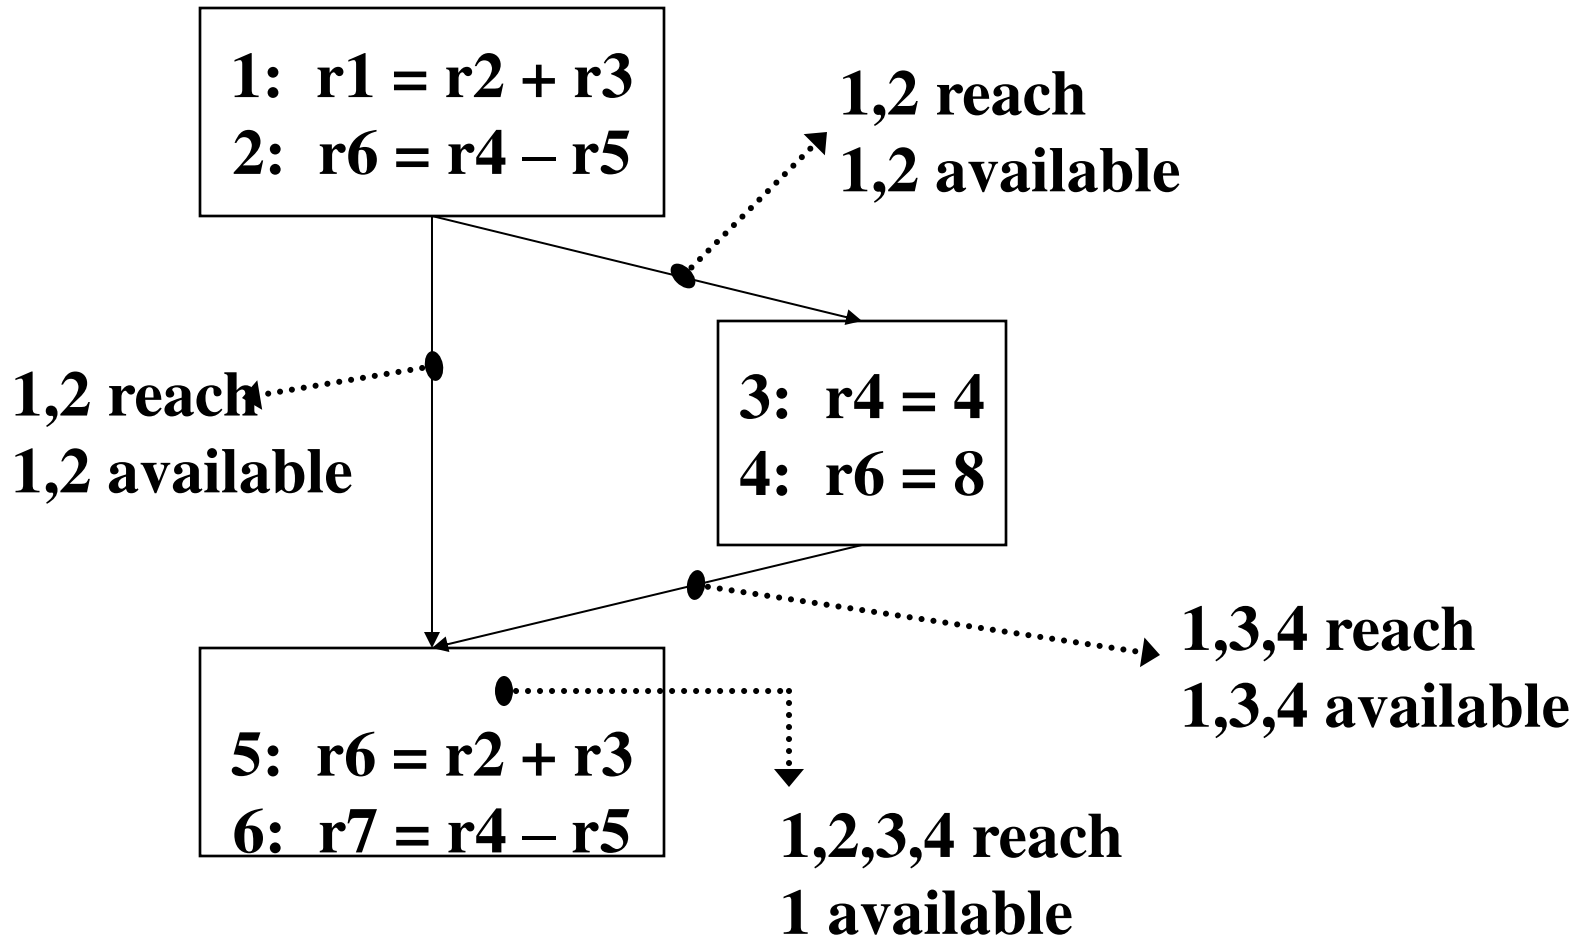 1: r1 = r2 + r3
2: r6 = r4 – r5
1,2 reach
1,2 available
1,2 reach
1,2 available
3: r4 = 4
4: r6 = 8
1,3,4 reach
1,3,4 available
5: r6 = r2 + r3
6: r7 = r4 – r5
1,2,3,4 reach
1 available